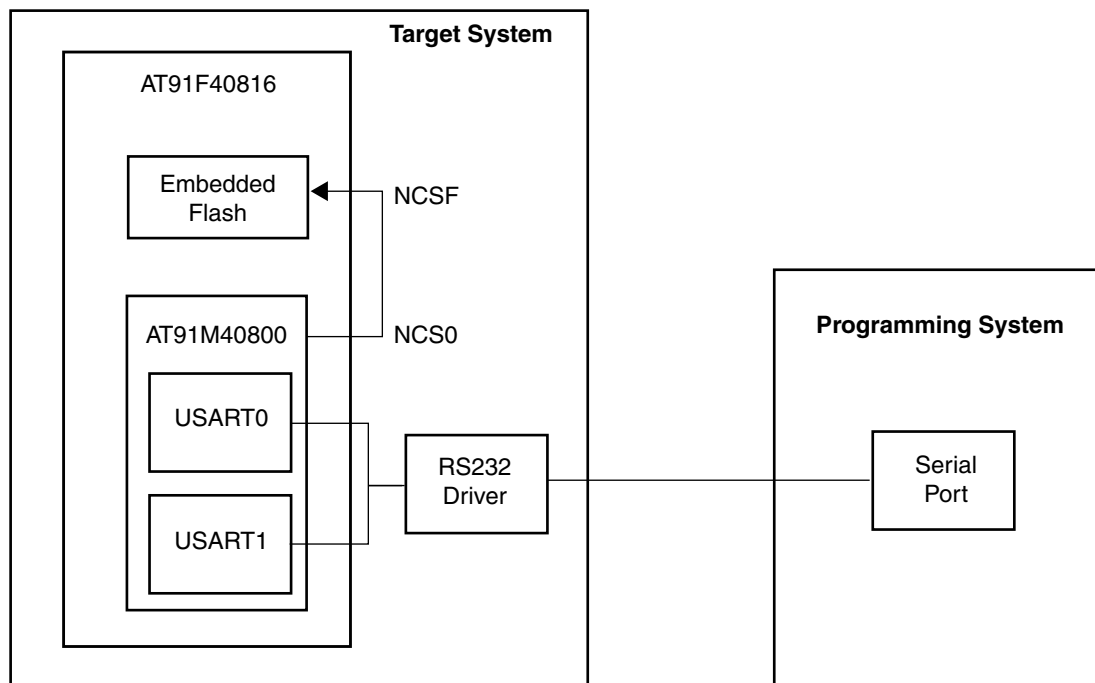 Target System
AT91F40816
Embedded
Flash
NCSF
AT91M40800
NCS0
USART0
USART1
RS232
Driver
Programming System
Serial
Port